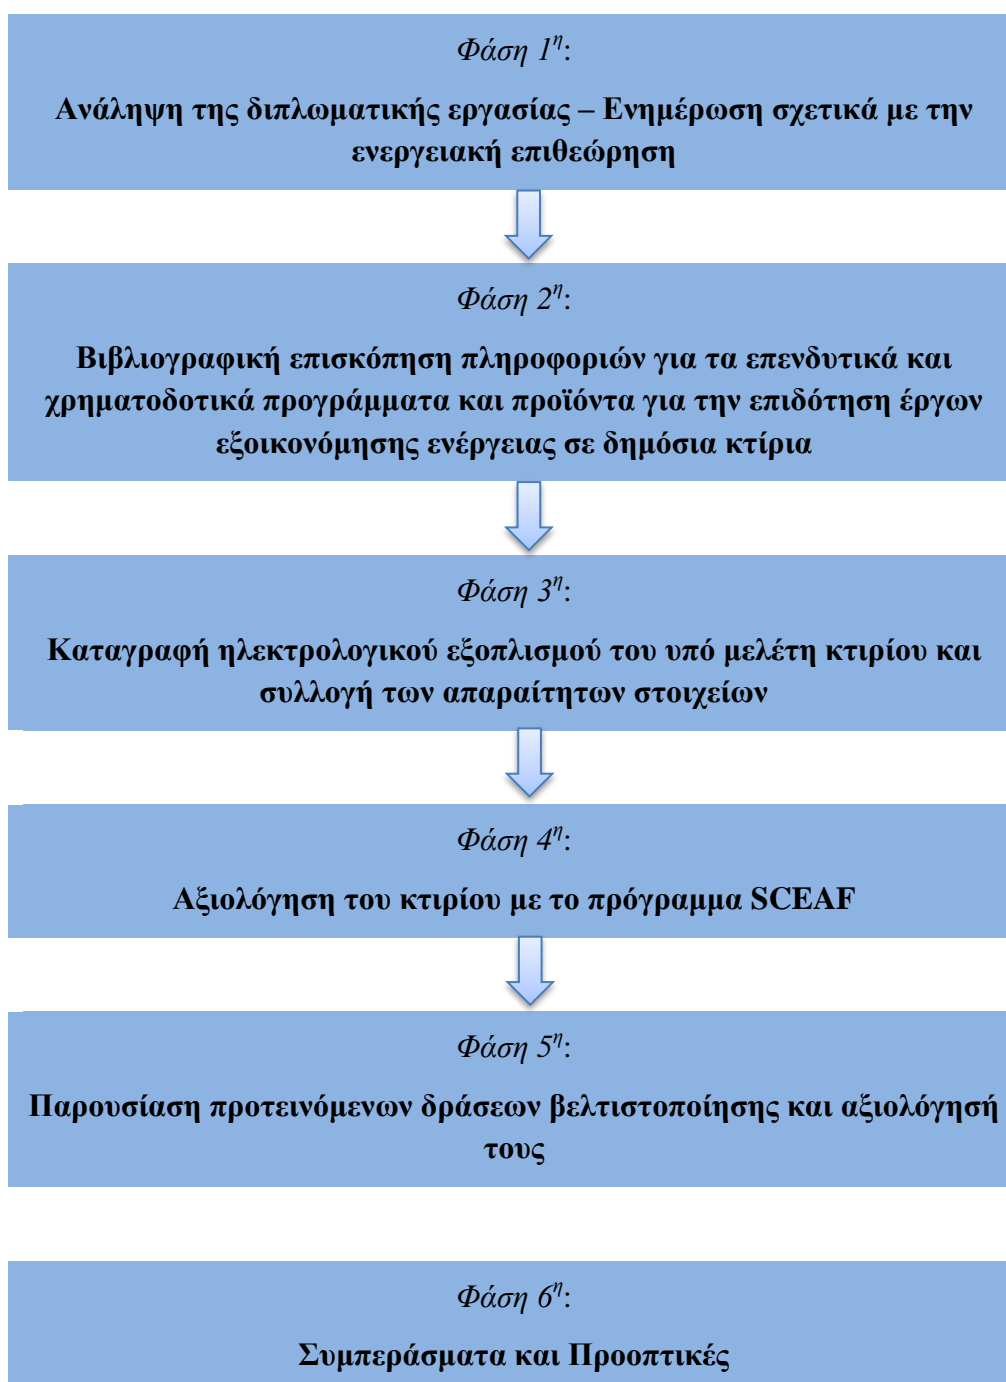 Φάση 1η:
Ανάληψη της διπλωματικής εργασίας – Ενημέρωση σχετικά με την
ενεργειακή επιθεώρηση
Φάση 2η:
Βιβλιογραφική επισκόπηση πληροφοριών για τα επενδυτικά και
χρηματοδοτικά προγράμματα και προϊόντα για την επιδότηση έργων
εξοικονόμησης ενέργειας σε δημόσια κτίρια
Φάση 3η:
Καταγραφή ηλεκτρολογικού εξοπλισμού του υπό μελέτη κτιρίου και
συλλογή των απαραίτητων στοιχείων
Φάση 4η:
Αξιολόγηση του κτιρίου με το πρόγραμμα SCEAF
Φάση 5η:
Παρουσίαση προτεινόμενων δράσεων βελτιστοποίησης και αξιολόγησή
τους
Φάση 6η:
Συμπεράσματα και Προοπτικές